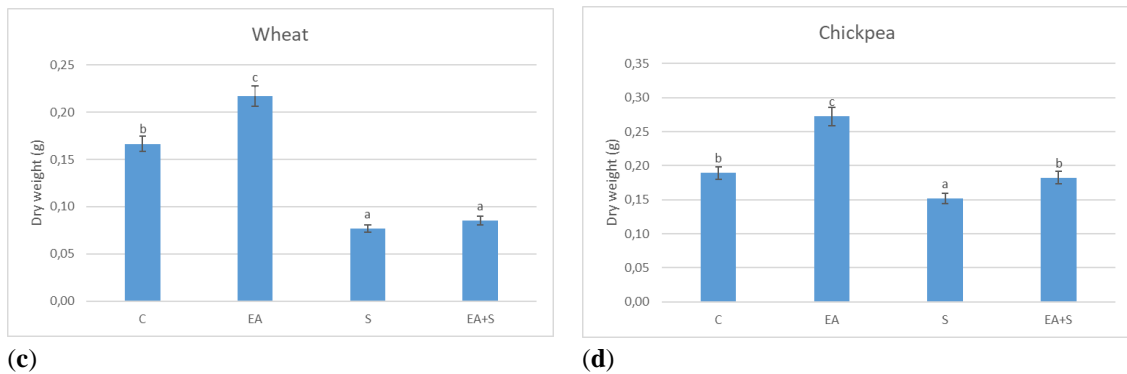 Wheat
0,25
0,20
0,15
0,10
0,05
0,00
Dry weight (g)
b
c
a
a
C EA S EA+S
(c)
Chickpea
0,35
0,30
0,25
0,20
0,15
0,10
0,05
0,00
Dry weight (g)
b
c
a
b
C EA S EA+S
(d)